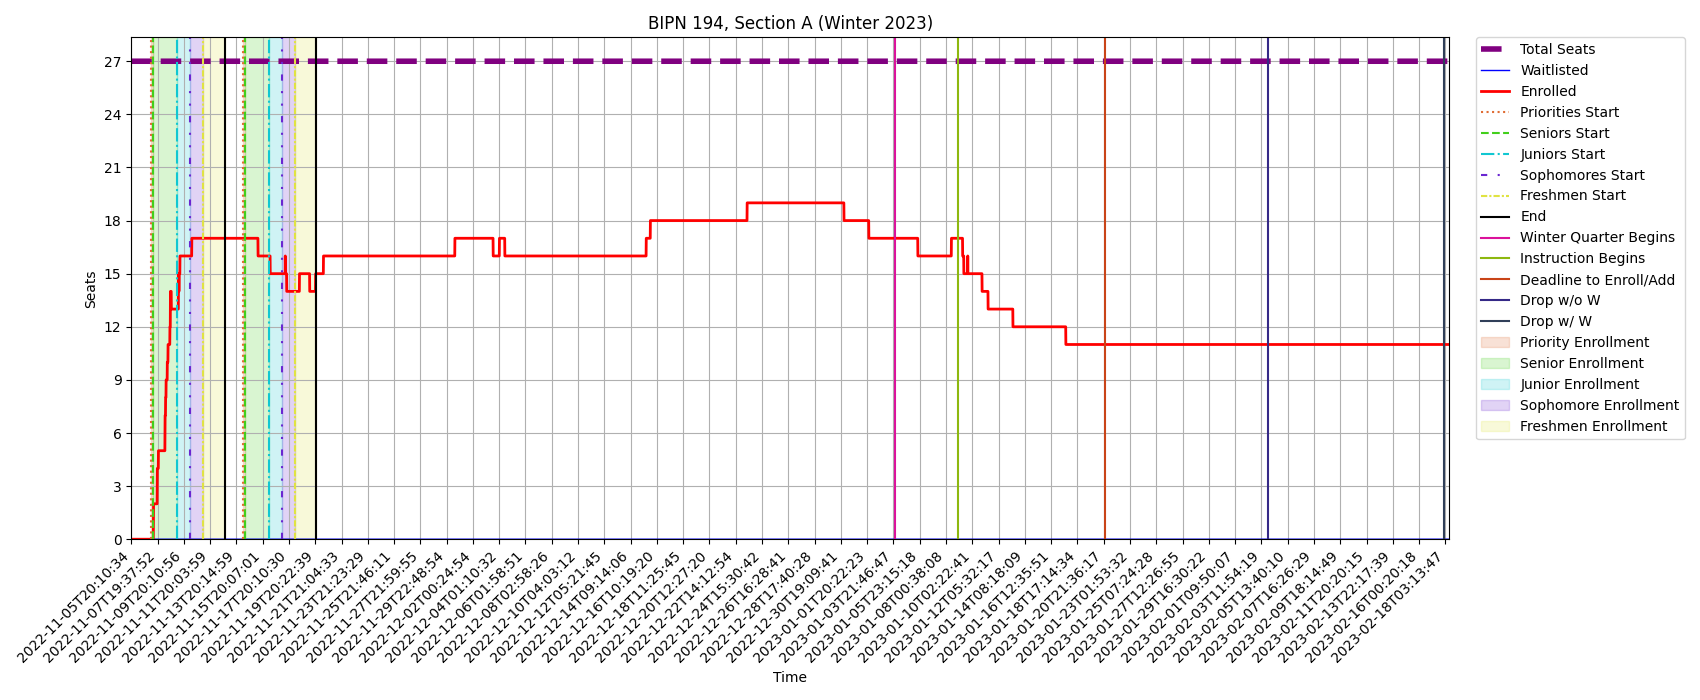 BIPN 194, Section A (Winter 2023)
Seats
27
24
21
18
15
12
9
6
3
0
2022-11-05T20:10:34
2022-11-07T19:37:52
2022-11-09T20:10:56
2022-11-11T20:03:59
2022-11-13T20:14:59
2022-11-15T20:07:01
2022-11-17T20:10:30
2022-11-19T20:22:39
2022-11-21T21:04:33
2022-11-23T21:23:29
2022-11-25T21:46:11
2022-11-27T21:59:55
2022-11-29T22:48:54
2022-12-02T00:24:54
2022-12-04T01:10:32
2022-12-06T01:58:51
2022-12-08T02:58:26
2022-12-10T04:03:12
2022-12-12T05:21:45
2022-12-14T09:14:06
2022-12-16T10:19:20
2022-12-18T11:25:45
2022-12-20T12:27:20
2022-12-22T14:12:54
2022-12-24T15:30:42
2022-12-26T16:28:41
2022-12-28T17:40:28
2022-12-30T19:09:41
2023-01-01T20:22:23
2023-01-03T21:46:47
2023-01-05T23:15:18
2023-01-08T00:38:08
2023-01-10T02:22:41
2023-01-12T05:32:17
2023-01-14T08:18:09
2023-01-16T12:35:51
2023-01-18T17:14:34
2023-01-20T21:36:17
2023-01-23T01:53:32
2023-01-25T07:24:28
2023-01-27T12:26:55
2023-01-29T16:30:22
2023-02-01T09:50:07
2023-02-03T11:54:19
2023-02-05T13:40:10
2023-02-07T16:26:29
2023-02-09T18:14:49
2023-02-11T20:20:15
2023-02-13T22:17:39
2023-02-16T00:20:18
2023-02-18T03:13:47
Time
Total Seats
Waitlisted
Enrolled
Priorities Start
Seniors Start
Juniors Start
Sophomores Start
Freshmen Start
End
Winter Quarter Begins
Instruction Begins
Deadline to Enroll/Add
Drop w/o W
Drop w/ W
Priority Enrollment
Senior Enrollment
Junior Enrollment
Sophomore Enrollment
Freshmen Enrollment